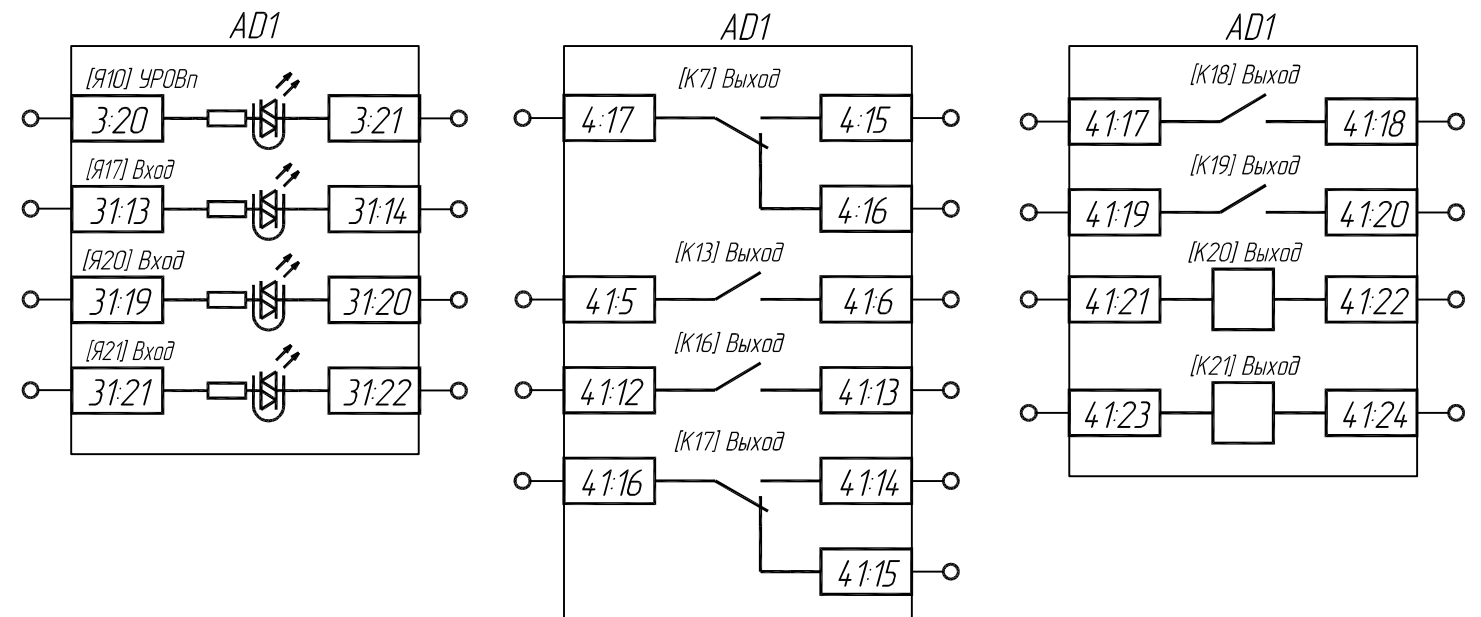 AD1
[Я10] УРОВп
3:20 3:21
[Я17] Вход
31:13 31:14
[Я20] Вход
31:19 31:20
[Я21] Вход
31:21 31:22
AD1
[К7] Выход
4:17 4:15
4:16
[К13] Выход
41:5 41:6
[К16] Выход
41:12 41:13
[К17] Выход
41:16 41:14
41:15
AD1
[К18] Выход
41:17 41:18
[К19] Выход
41:19 41:20
[К20] Выход
41:21 41:22
[К21] Выход
41:23 41:24